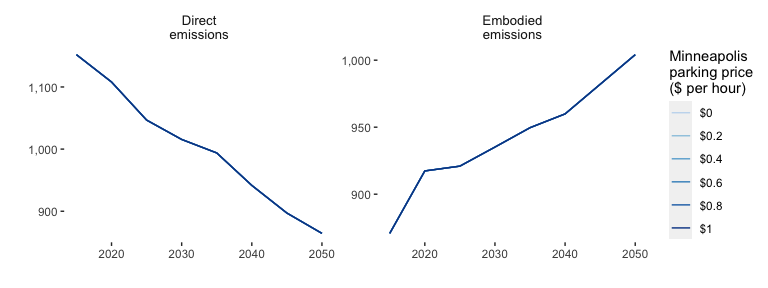 Direct
emissions
1,100
1,000
900
2020 2030 2040 2050
Embodied
emissions
1,000
950
900
2020 2030 2040 2050
Minneapolis
parking price
($ per hour)
$0
$0.2
$0.4
$0.6
$0.8
$1